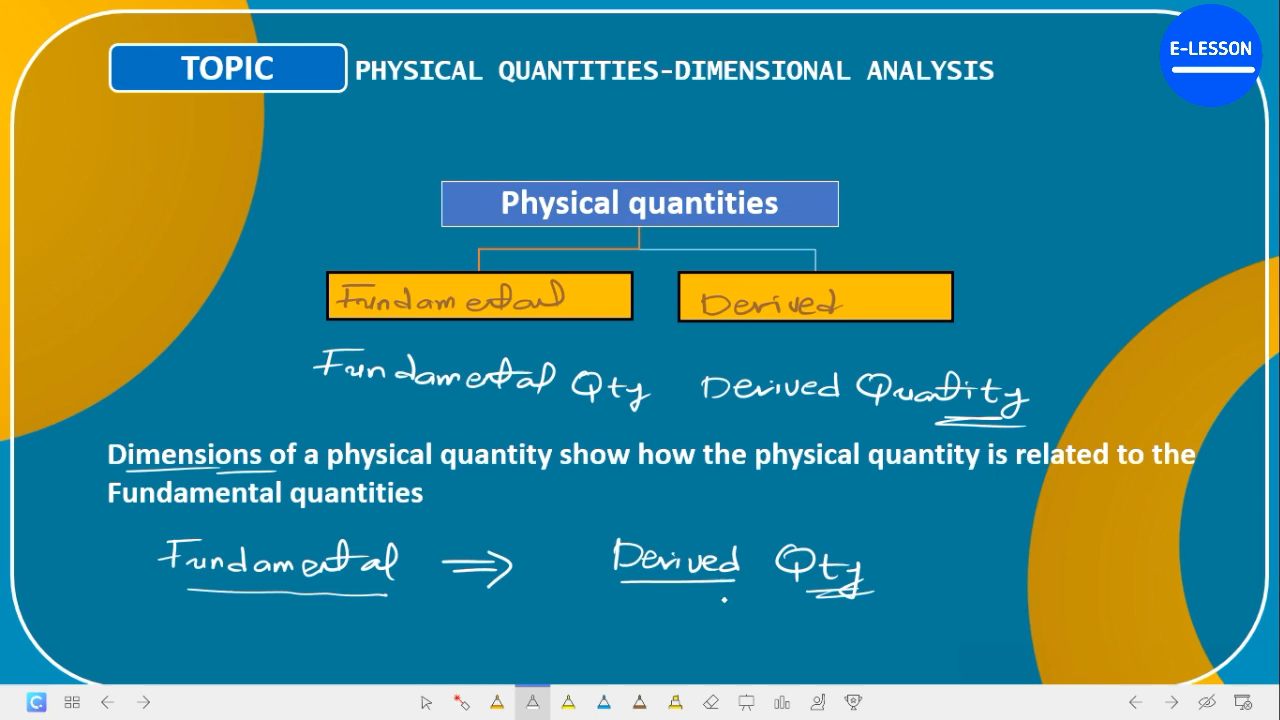 TOPIC
PHYSICAL QUANTITIES-DIMENSIONAL ANALYSIS
E-LESSON
Physical quantities
Fundamental
Derived
Fundamental Qty
Derived Quantity
Dimensions of a physical quantity show how the physical quantity is related to the
Fundamental quantities
Fundamental ⇒ Derived Qty